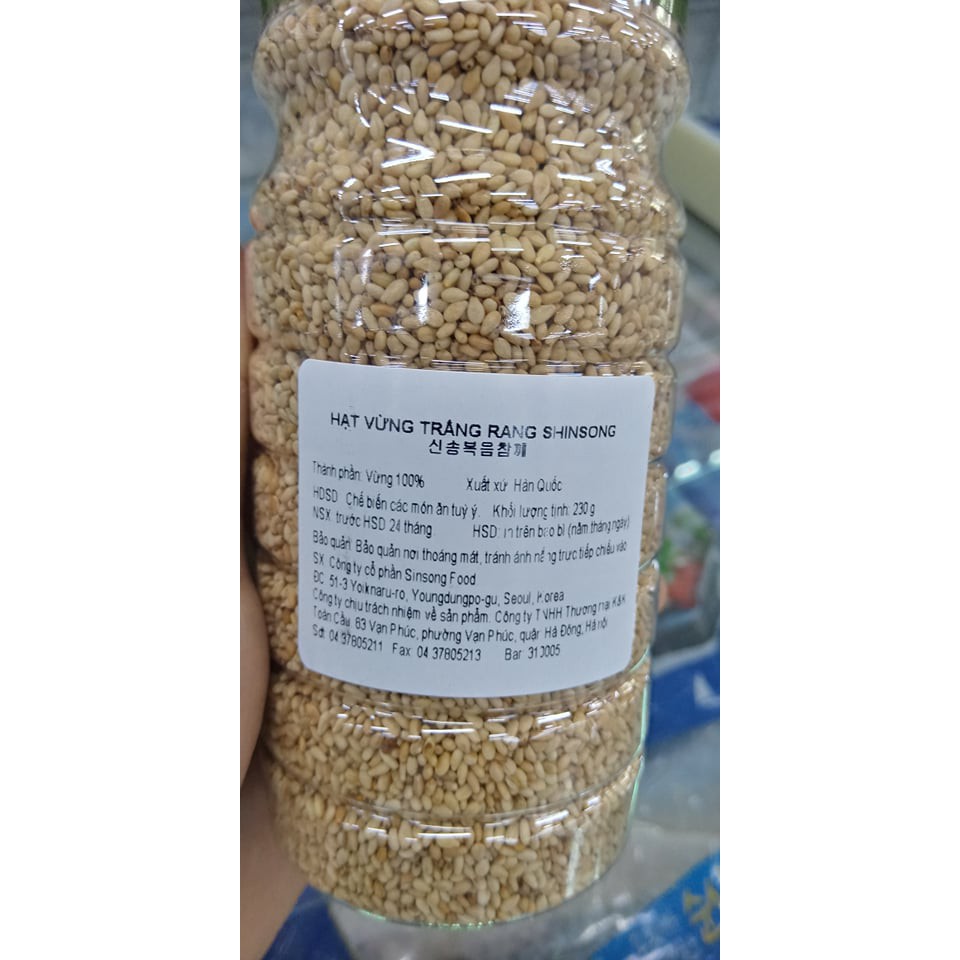 HẠT VỪNG TRẮNG RANG SHINSONG
신송볶음참깨
Thành phần: Vừng 100% Xuất xứ Hàn Quốc
HDSD Chế biến các món ăn tuỳ ý. Khối lượng tịnh: 230 g
NSX trước HSD 24 tháng. HSD: in trên bao bì (năm tháng ngày)
Bảo quản: Bảo quản nơi thoáng mát, tránh ánh nắng trực tiếp chiếu vào
SX Công ty cổ phần Sinsong Food
ĐC 51-3 Yoiknaru-ro, Youngdungpo-gu, Seoul, Korea
Công ty chịu trách nhiệm về sản phẩm. Công ty TNHH Thương mại K&K
Toàn Cầu. 63 Vạn Phúc, phường Vạn Phúc, quận Hà Đông, Hà nội
Sđt 04 37805211 Fax 04 37805213 Bar 310005